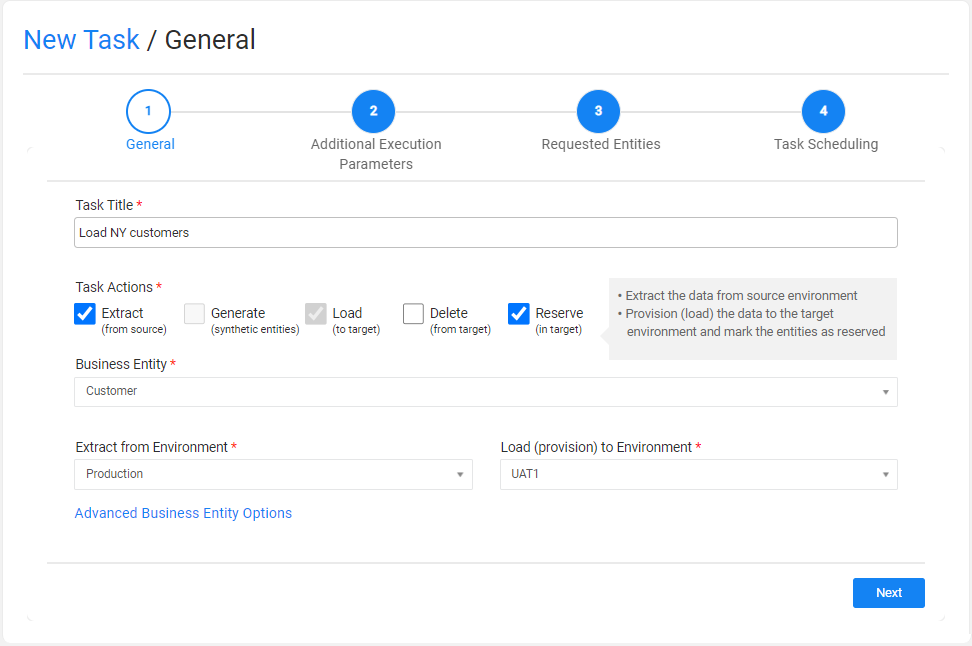 New Task / General
1
2
3
4
General
Additional Execution
Parameters
Requested Entities
Task Scheduling
Task Title *
Load NY customers
Task Actions *
Extract
(from source)
Generate
(synthetic entities)
Load
(to target)
Delete
(from target)
Reserve
(in target)
• Extract the data from source environment
• Provision (load) the data to the target
environment and mark the entities as reserved
Business Entity *
Customer
Extract from Environment *
Load (provision) to Environment *
Production
UAT1
Advanced Business Entity Options
Next